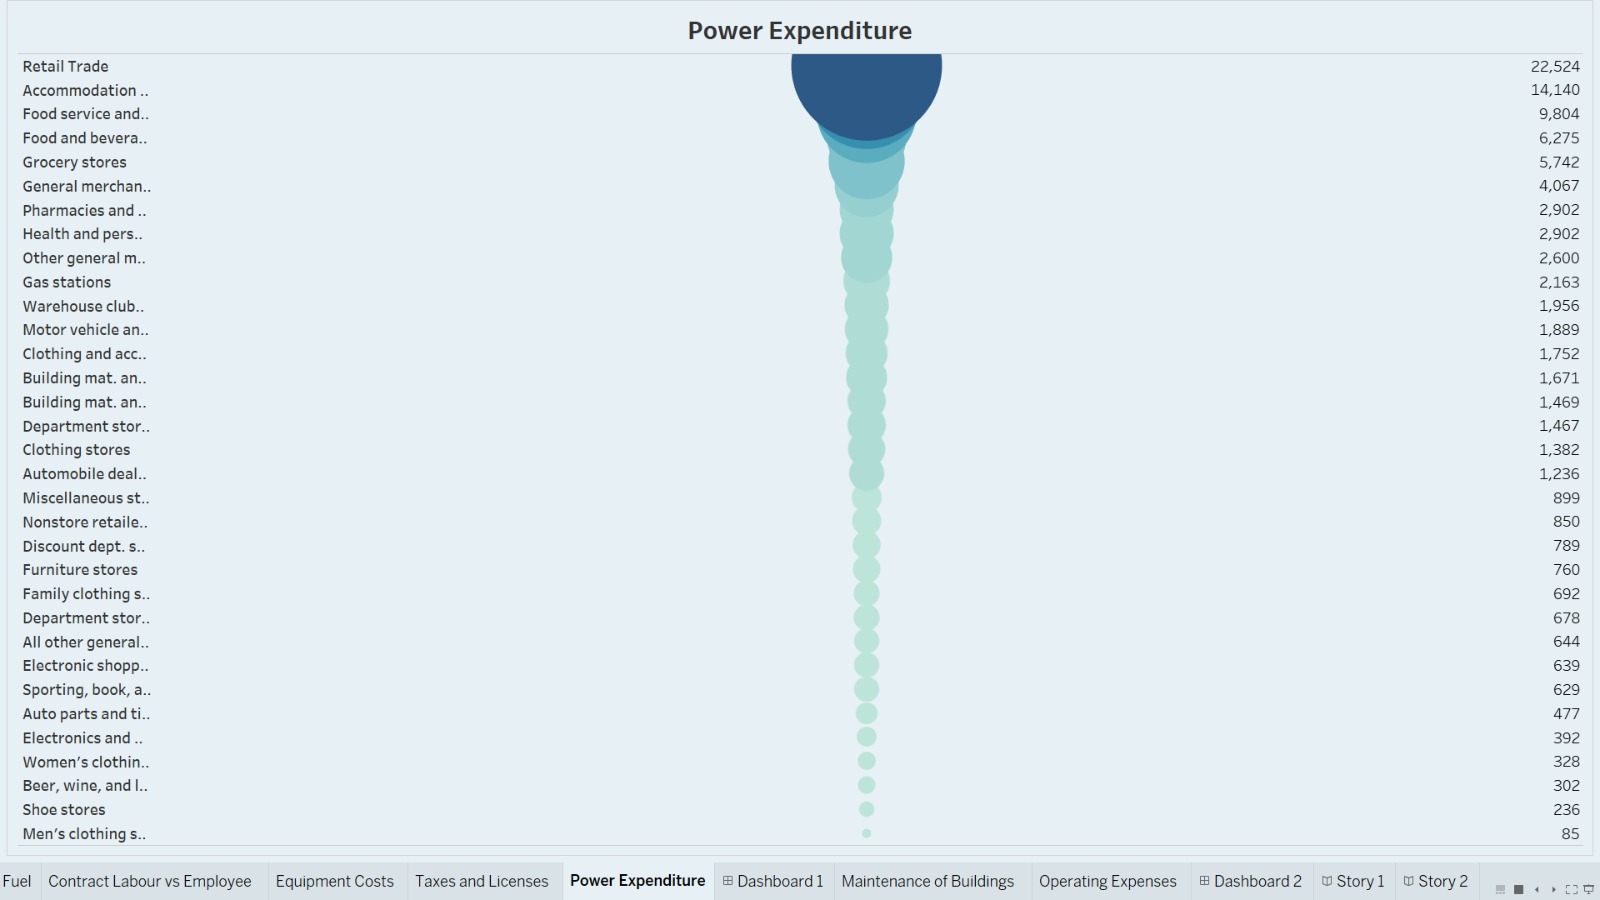 Power Expenditure
Retail Trade 22,524
Accommodation .. 14,140
Food service and.. 9,804
Food and bevera.. 6,275
Grocery stores 5,742
General merchan.. 4,067
Pharmacies and .. 2,902
Health and pers.. 2,902
Other general m.. 2,600
Gas stations 2,163
Warehouse club.. 1,956
Motor vehicle an.. 1,889
Clothing and acc.. 1,752
Building mat. an.. 1,671
Building mat. an.. 1,469
Department stor.. 1,467
Clothing stores 1,382
Automobile deal.. 1,236
Miscellaneous st.. 899
Nonstore retaile.. 850
Discount dept. s.. 789
Furniture stores 760
Family clothing s.. 692
Department stor.. 678
All other general.. 644
Electronic shopp.. 639
Sporting, book, a.. 629
Auto parts and ti.. 477
Electronics and .. 392
Women’s clothin.. 328
Beer, wine, and l.. 302
Shoe stores 236
Men’s clothing s.. 85
Fuel Contract Labour vs Employee Equipment Costs Taxes and Licenses Power Expenditure Dashboard 1 Maintenance of Buildings Operating Expenses Dashboard 2 Story 1 Story 2